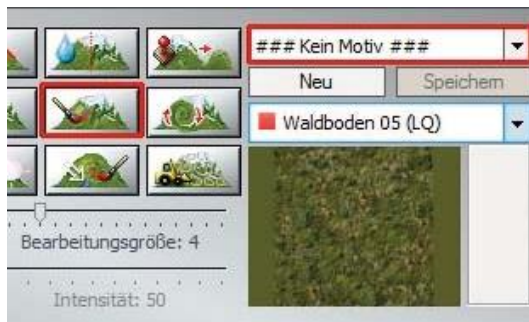 ### Kein Motiv ###
Neu
Speichern
Waldboden 05 (LQ)
Bearbeitungsgröße: 4
Intensität: 50